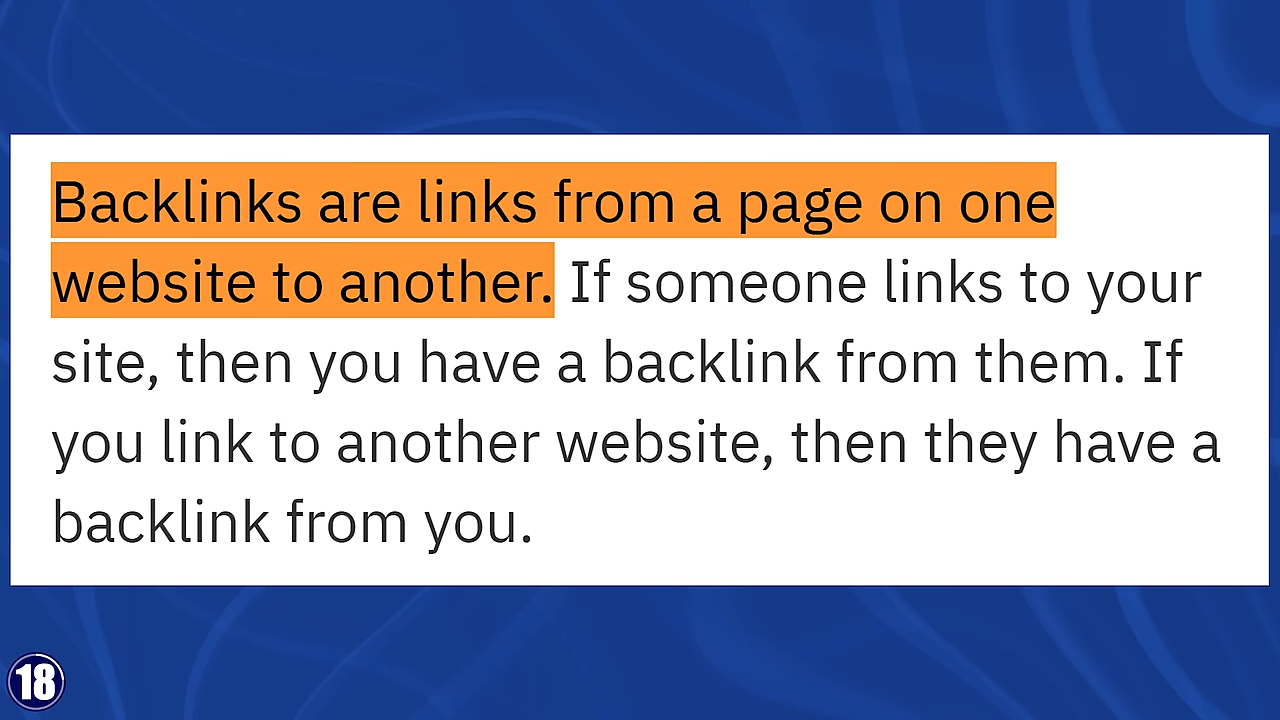 Backlinks are links from a page on one
website to another. If someone links to your
site, then you have a backlink from them. If
you link to another website, then they have a
backlink from you.
18